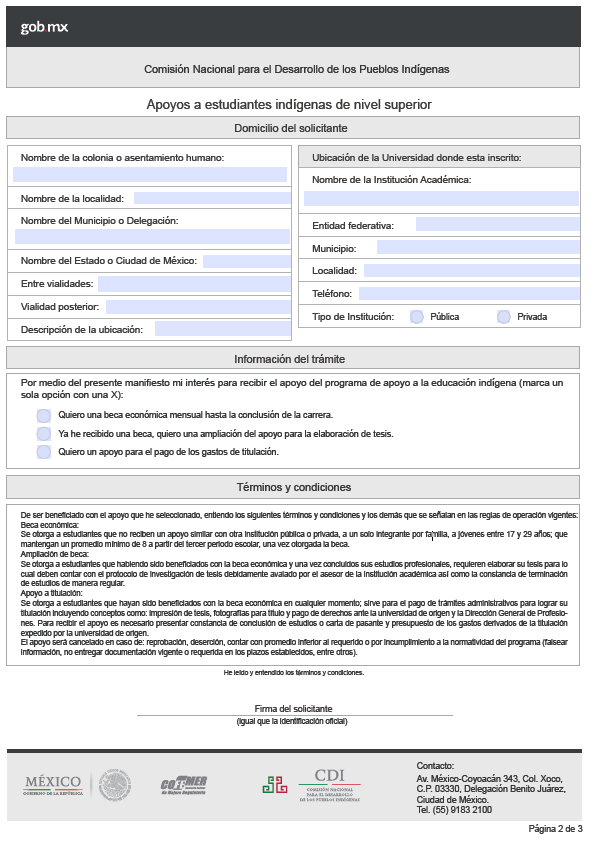 gob.mx
Comisión Nacional para el Desarrollo de los Pueblos Indígenas
Apoyos a estudiantes indígenas de nivel superior
Domicilio del solicitante
Nombre de la colonia o asentamiento humano:
Nombre de la localidad:
Nombre del Municipio o Delegación:
Nombre del Estado o Ciudad de México:
Entre vialidades:
Vialidad posterior:
Descripción de la ubicación:
Ubicación de la Universidad donde esta inscrito:
Nombre de la Institución Académica:
Entidad federativa:
Municipio:
Localidad:
Teléfono:
Tipo de Institución: Pública Privada
Información del trámite
Por medio del presente manifiesto mi interés para recibir el apoyo del programa de apoyo a la educación indígena (marca un
sola opción con una X):
Quiero una beca económica mensual hasta la conclusión de la carrera.
Ya he recibido una beca, quiero una ampliación del apoyo para la elaboración de tesis.
Quiero un apoyo para el pago de los gastos de titulación.
Términos y condiciones
De ser beneficiado con el apoyo que he seleccionado, entiendo los siguientes términos y condiciones y los demás que se señalan en las reglas de operación vigentes:
Beca económica:
Se otorga a estudiantes que no reciben un apoyo similar con otra institución pública o privada, a un solo integrante por familia, a jóvenes entre 17 y 29 años; que
mantengan un promedio mínimo de 8 a partir del tercer periodo escolar, una vez otorgada la beca.
Ampliación de beca:
Se otorga a estudiantes que habiendo sido beneficiados con la beca económica y una vez concluidos sus estudios profesionales, requieren elaborar su tesis para lo
cual deben contar con el protocolo de investigación de tesis debidamente avalado por el asesor de la institución académica así como la constancia de terminación
de estudios de manera regular.
Apoyo a titulación:
Se otorga a estudiantes que hayan sido beneficiados con la beca económica en cualquier momento; sirve para el pago de trámites administrativos para lograr su
titulación incluyendo conceptos como: impresión de tesis, fotografías para título y pago de derechos ante la universidad de origen y la Dirección General de Profesio-
nes. Para recibir el apoyo es necesario presentar constancia de conclusión de estudios o carta de pasante y presupuesto de los gastos derivados de la titulación
expedido por la universidad de origen.
El apoyo será cancelado en caso de: reprobación, deserción, contar con promedio inferior al requerido o por incumplimiento a la normatividad del programa (falsear
información, no entregar documentación vigente o requerida en los plazos establecidos, entre otros).
He leído y entendido los términos y condiciones.
Firma del solicitante
(igual que la identificación oficial)
MÉXICO
GOBIERNO DE LA REPÚBLICA
COFEMER
de Mejora Regulatoria
CDI
COMISIÓN NACIONAL
PARA EL DESARROLLO
DE LOS PUEBLOS INDÍGENAS
Contacto:
Av. México-Coyoacán 343, Col. Xoco,
C.P. 03330, Delegación Benito Juárez,
Ciudad de México.
Tel. (55) 9183 2100
Página 2 de 3